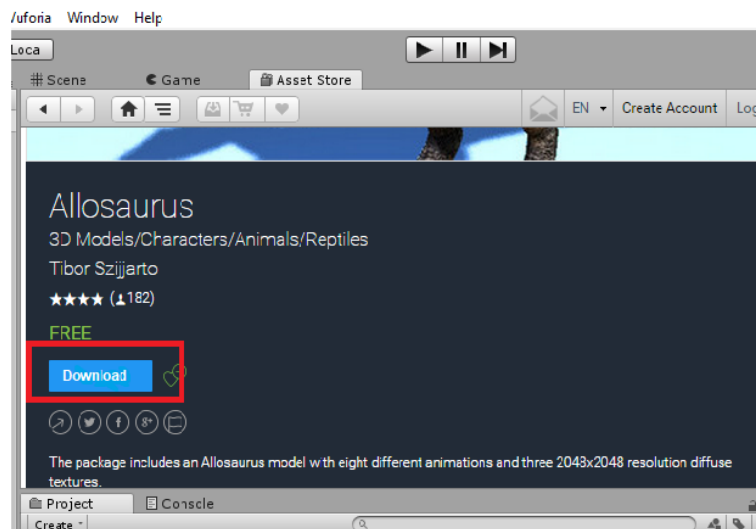 Vuforia Window Help
Loca
Scene Game Asset Store
EN Create Account Log
Allosaurus
3D Models/Characters/Animals/Reptiles
Tibor Szijjarto
★★★★ (182)
FREE
Download
The package includes an Allosaurus model with eight different animations and three 2048x2048 resolution diffuse
textures.
Project Console
Create